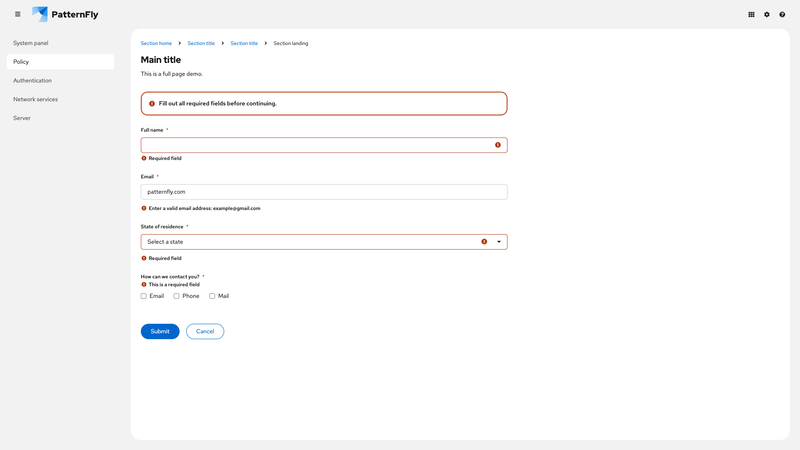 PatternFly
System panel
Policy
Authentication
Network services
Server
Section home > Section title > Section title > Section landing
Main title
This is a full page demo.
Fill out all required fields before continuing.
Full name *
Required field
Email *
patternfly.com
Enter a valid email address: example@gmail.com
State of residence *
Select a state
Required field
How can we contact you? *
This is a required field
Email Phone Mail
Submit Cancel